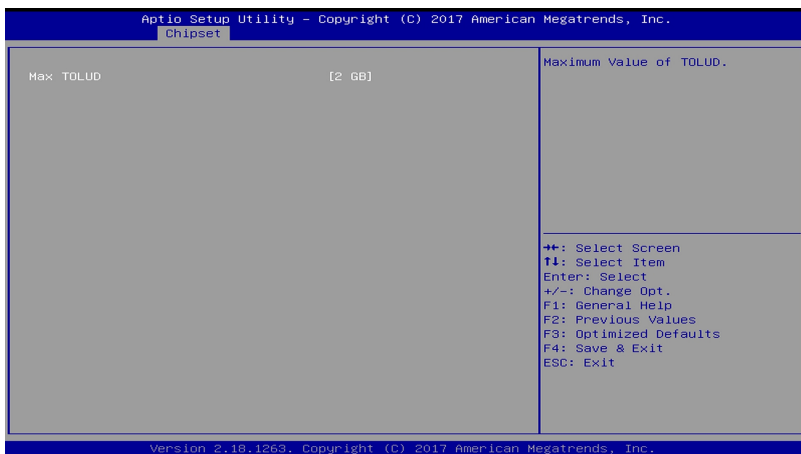 Aptio Setup Utility – Copyright (C) 2017 American Megatrends, Inc.
Chipset
Max TOLUD [2 GB]
Maximum Value of TOLUD.
→←: Select Screen
↑↓: Select Item
Enter: Select
+/-: Change Opt.
F1: General Help
F2: Previous Values
F3: Optimized Defaults
F4: Save & Exit
ESC: Exit
Version 2.18.1263. Copyright (C) 2017 American Megatrends, Inc.